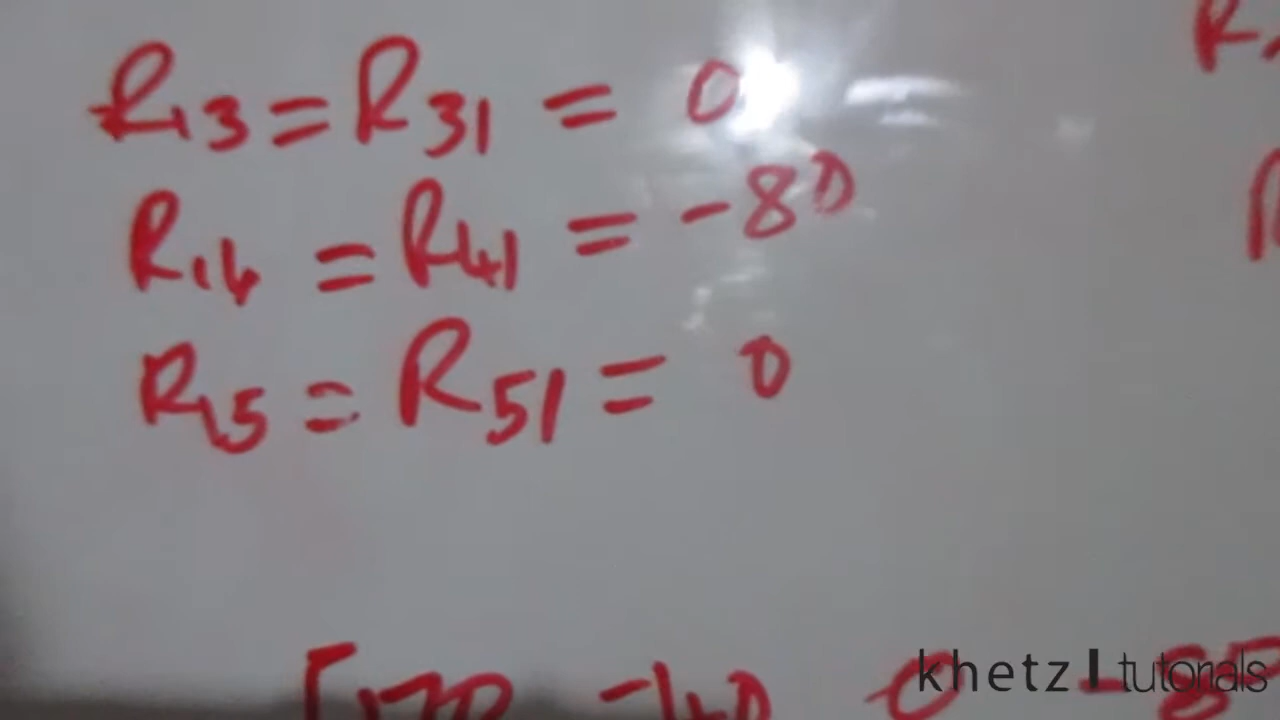 R13 = R31 = 0
R14 = R41 = -80
R15 = R51 = 0
khetz tutorials